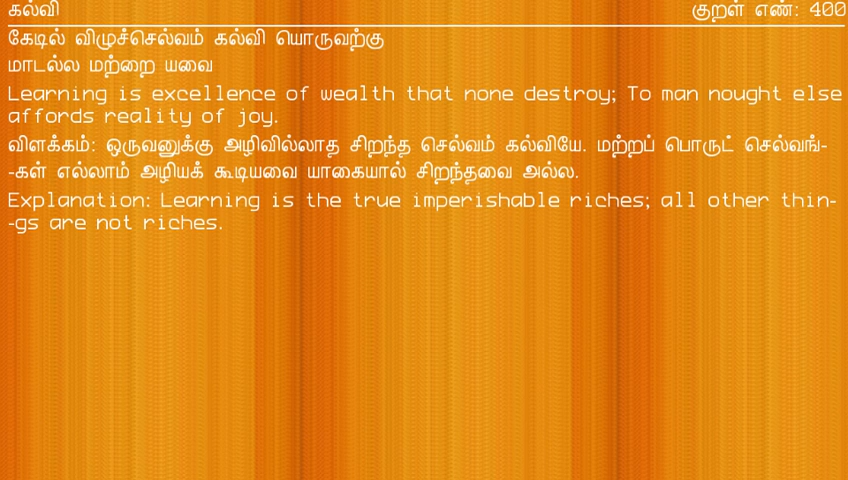 கல்வி குறள் எண்: 400
கேடில் விழுச்செல்வம் கல்வி யொருவற்கு
மாடல்ல மற்றை யவை
Learning is excellence of wealth that none destroy; To man nought else
affords reality of joy.
விளக்கம்: ஒருவனுக்கு அழிவில்லாத சிறந்த செல்வம் கல்வியே. மற்றப் பொருட் செல்வங்-
-கள் எல்லாம் அழியக் கூடியவை யாகையால் சிறந்தவை அல்ல.
Explanation: Learning is the true imperishable riches; all other thin-
-gs are not riches.